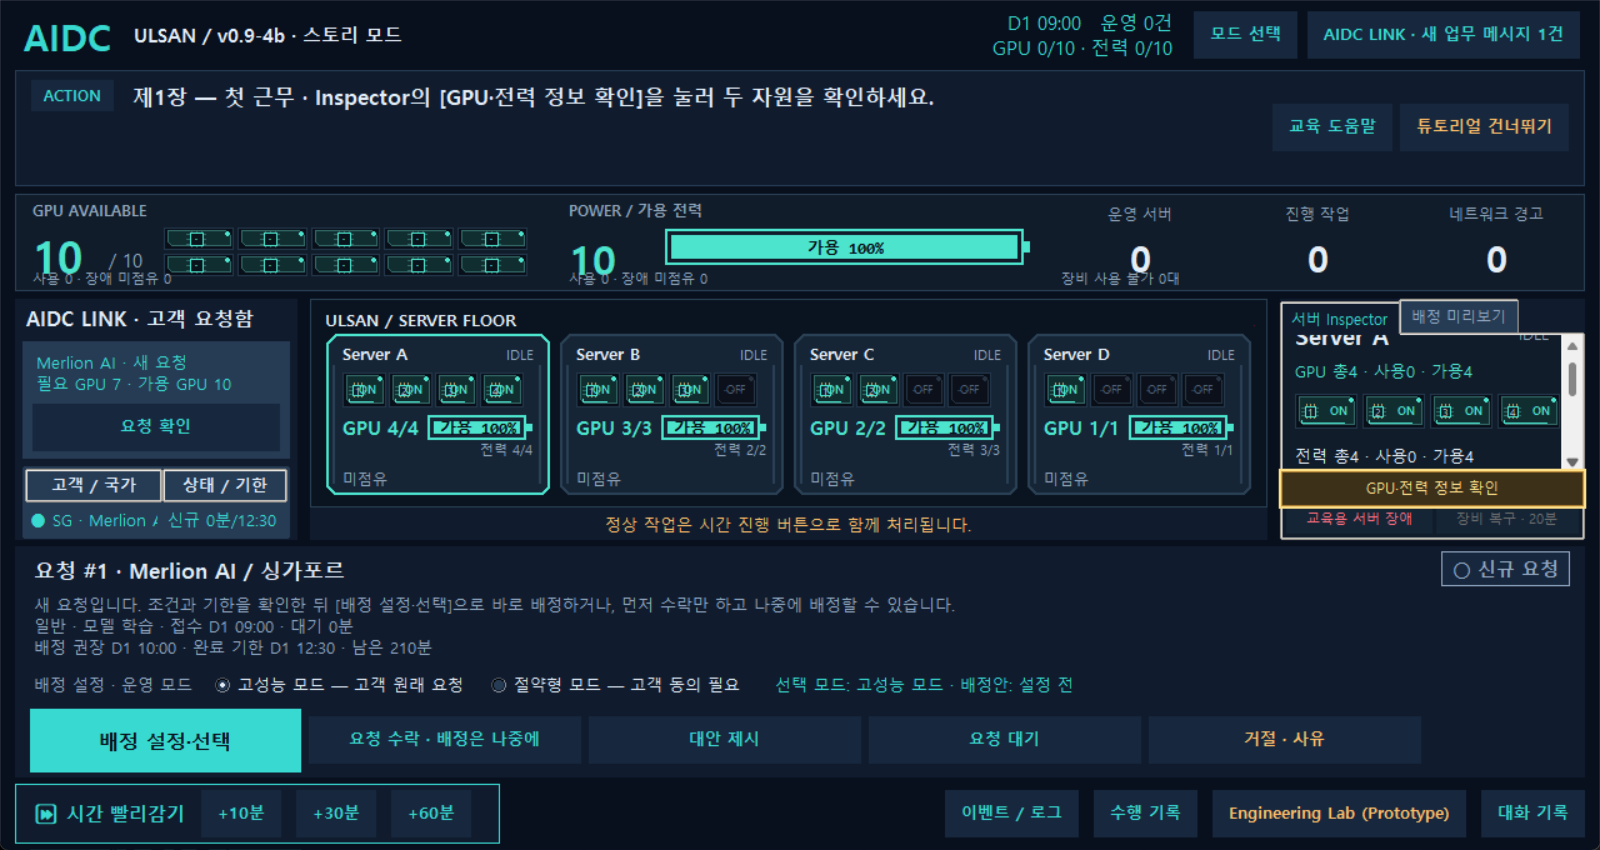 AIDC
ULSAN / v0.9-4b · 스토리 모드
D1 09:00 운영 0건
GPU 0/10 · 전력 0/10
모드 선택
AIDC LINK · 새 업무 메시지 1건
ACTION
제1장 — 첫 근무 · Inspector의 [GPU·전력 정보 확인]을 눌러 두 자원을 확인하세요.
교육 도움말
튜토리얼 건너뛰기
GPU AVAILABLE
10 / 10
사용 0 · 장애 미점유 0
POWER / 가용 전력
10
가용 100%
사용 0 · 장애 미점유 0
운영 서버
0
장비 사용 불가 0대
진행 작업
0
네트워크 경고
0
AIDC LINK · 고객 요청함
Merlion AI · 새 요청
필요 GPU 7 · 가용 GPU 10
요청 확인
고객 / 국가
상태 / 기한
SG · Merlion 신규 0분/12:30
ULSAN / SERVER FLOOR
Server A IDLE
ON ON ON ON
GPU 4/4 가용 100%
전력 4/4
미점유
Server B IDLE
ON ON ON OFF
GPU 3/3 가용 100%
전력 2/2
미점유
Server C IDLE
ON ON OFF OFF
GPU 2/2 가용 100%
전력 3/3
미점유
Server D IDLE
ON OFF OFF OFF
GPU 1/1 가용 100%
전력 1/1
미점유
정상 작업은 시간 진행 버튼으로 함께 처리됩니다.
서버 Inspector
배정 미리보기
Server A IDLE
GPU 총4 · 사용0 · 가용4
1 ON 2 ON 3 ON 4 ON
전력 총4 · 사용0 · 가용4
GPU·전력 정보 확인
교육용 서버 장애
장비 복구 · 20분
요청 #1 · Merlion AI / 싱가포르
○ 신규 요청
새 요청입니다. 조건과 기한을 확인한 뒤 [배정 설정·선택]으로 바로 배정하거나, 먼저 수락만 하고 나중에 배정할 수 있습니다.
일반 · 모델 학습 · 접수 D1 09:00 · 대기 0분
배정 권장 D1 10:00 · 완료 기한 D1 12:30 · 남은 210분
배정 설정 · 운영 모드
고성능 모드 — 고객 원래 요청
절약형 모드 — 고객 동의 필요
선택 모드: 고성능 모드 · 배정안: 설정 전
배정 설정·선택
요청 수락 · 배정은 나중에
대안 제시
요청 대기
거절 · 사유
시간 빨리감기
+10분
+30분
+60분
이벤트 / 로그
수행 기록
Engineering Lab (Prototype)
대화 기록